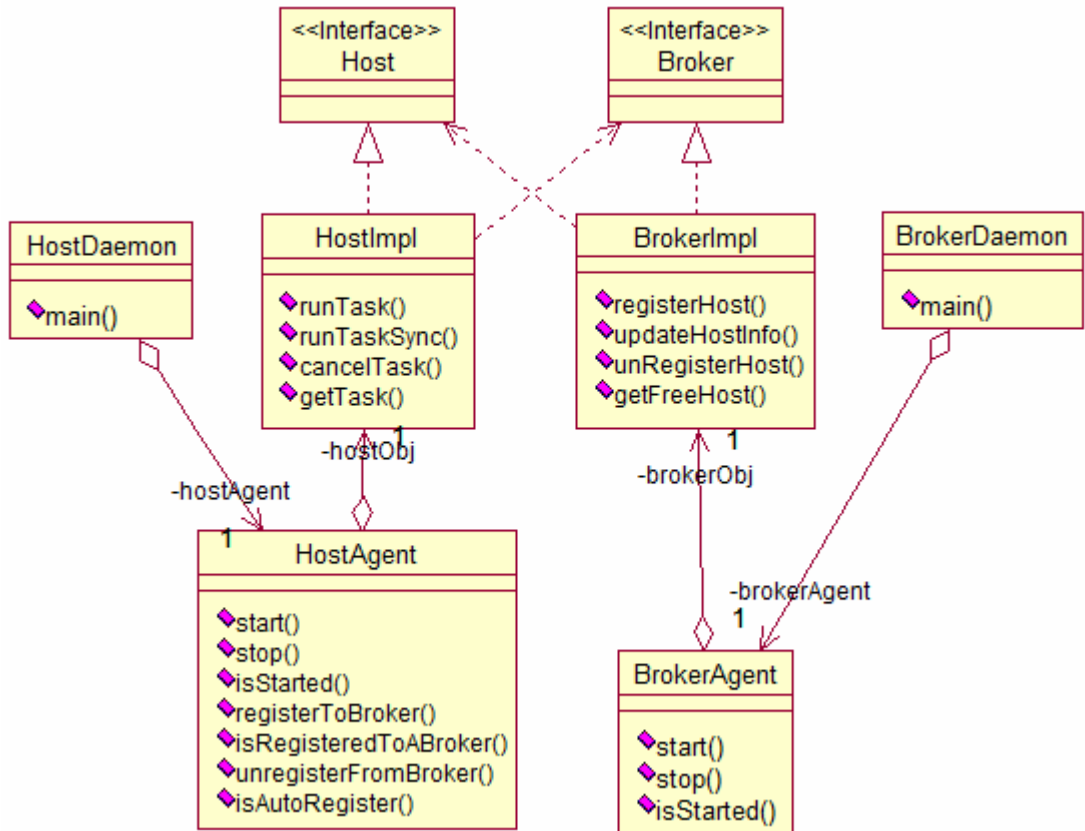 <<Interface>>
Host
<<Interface>>
Broker
HostDaemon
main()
HostImpl
runTask()
runTaskSync()
cancelTask()
getTask()
BrokerImpl
registerHost()
updateHostInfo()
unRegisterHost()
getFreeHost()
BrokerDaemon
main()
1
-hostObj
1
-brokerObj
-hostAgent
1
-brokerAgent
1
HostAgent
start()
stop()
isStarted()
registerToBroker()
isRegisteredToABroker()
unregisterFromBroker()
isAutoRegister()
BrokerAgent
start()
stop()
isStarted()